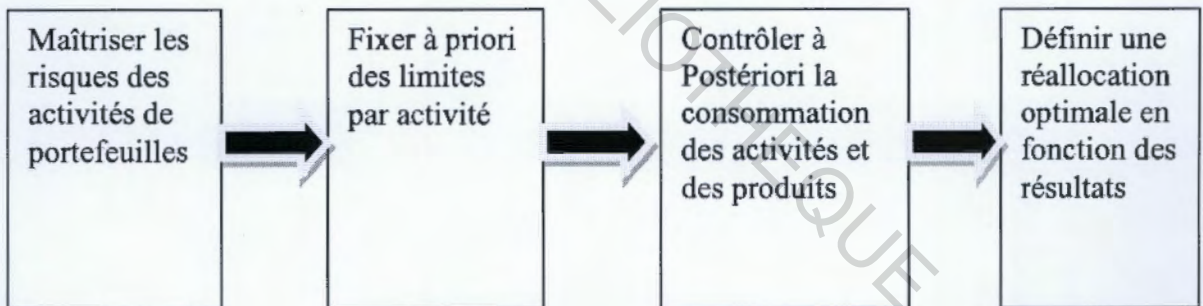 Maîtriser les
risques des
activités de
portefeuilles
Fixer à priori
des limites
par activité
Contrôler à
Postériori la
consommation
des activités et
des produits
Définir une
réallocation
optimale en
fonction des
résultats
LIOTHEQUE